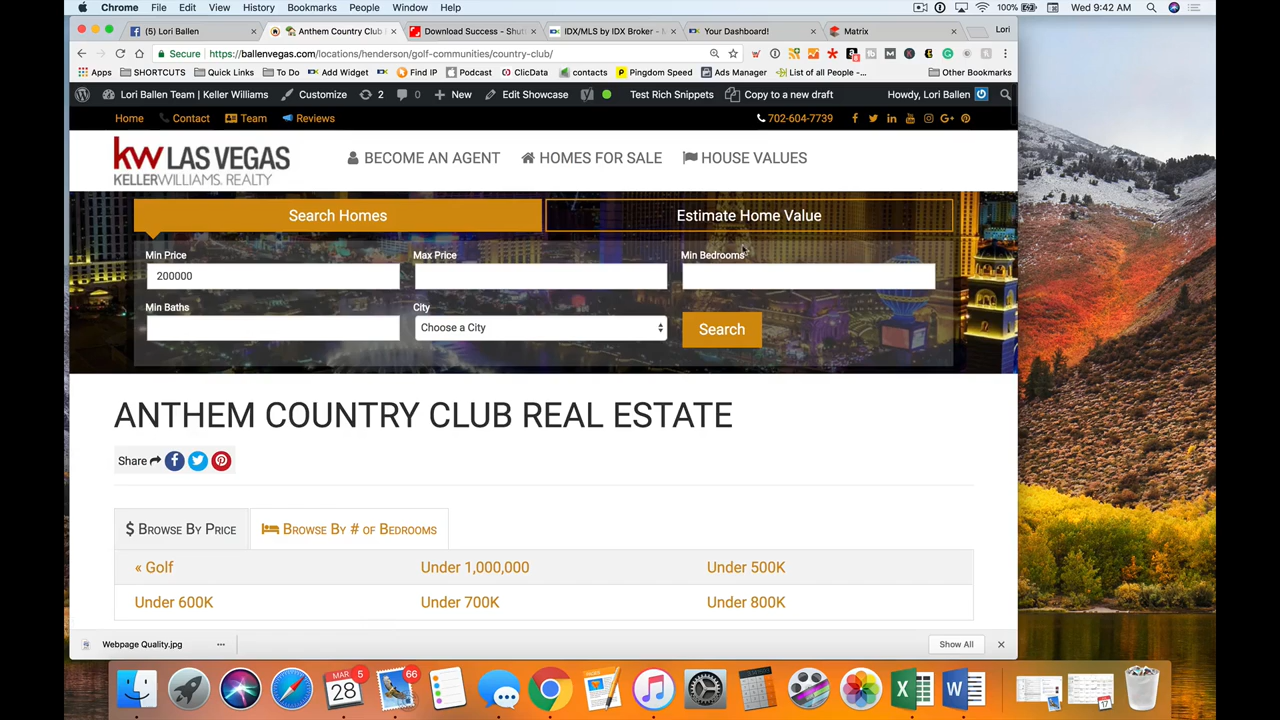 Chrome File Edit View History Bookmarks People Window Help 100% Wed 9:42 AM
(5) Lori Ballen Anthem Country Club Download Success - Shut IDX/MLS by IDX Broker - M Your Dashboard! Matrix Lori
Secure https://ballenvegas.com/locations/henderson/golf-communities/country-club/
Apps SHORTCUTS Quick Links To Do Add Widget Find IP Podcast ClicData contacts Pingdom Speed Ads Manager List of all People -... Other Bookmarks
Lori Ballen Team | Keller Williams Customize 2 0 New Edit Showcase Test Rich Snippets Copy to a new draft Howdy, Lori Ballen
Home Contact Team Reviews 702-604-7739
kw LAS VEGAS
KELLERWILLIAMS. REALTY
BECOME AN AGENT HOMES FOR SALE HOUSE VALUES
Search Homes Estimate Home Value
Min Price Max Price Min Bedrooms
200000
Min Baths City
Choose a City Search
ANTHEM COUNTRY CLUB REAL ESTATE
Share
$ BROWSE BY PRICE BROWSE BY # OF BEDROOMS
« Golf Under 1,000,000 Under 500K
Under 600K Under 700K Under 800K
Webpage Quality.jpg ... Show All
MAR 28 5 66
17